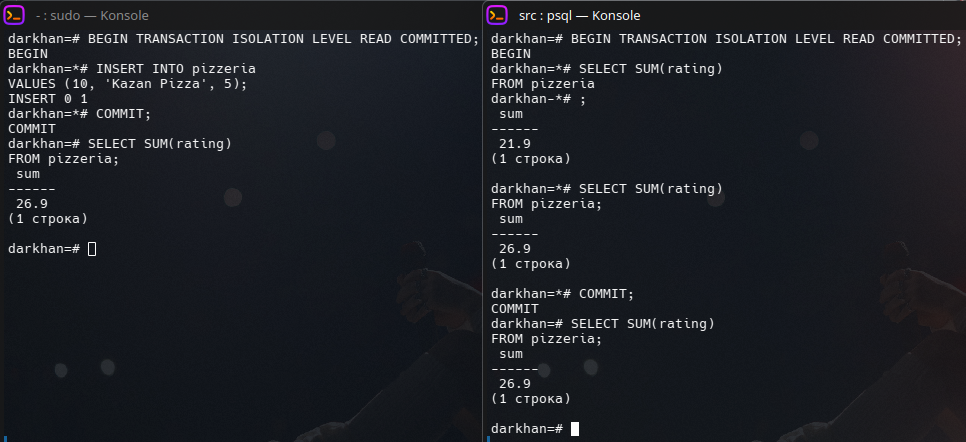 - : sudo — Konsole
darkhan=# BEGIN TRANSACTION ISOLATION LEVEL READ COMMITTED;
BEGIN
darkhan=*# INSERT INTO pizzeria
VALUES (10, 'Kazan Pizza', 5);
INSERT 0 1
darkhan=*# COMMIT;
COMMIT
darkhan=# SELECT SUM(rating)
FROM pizzeria;
sum
------
26.9
(1 строка)
darkhan=#
src : psql — Konsole
darkhan=# BEGIN TRANSACTION ISOLATION LEVEL READ COMMITTED;
BEGIN
darkhan=*# SELECT SUM(rating)
FROM pizzeria
darkhan-*# ;
sum
------
21.9
(1 строка)
darkhan=*# SELECT SUM(rating)
FROM pizzeria;
sum
------
26.9
(1 строка)
darkhan=*# COMMIT;
COMMIT
darkhan=# SELECT SUM(rating)
FROM pizzeria;
sum
------
26.9
(1 строка)
darkhan=#